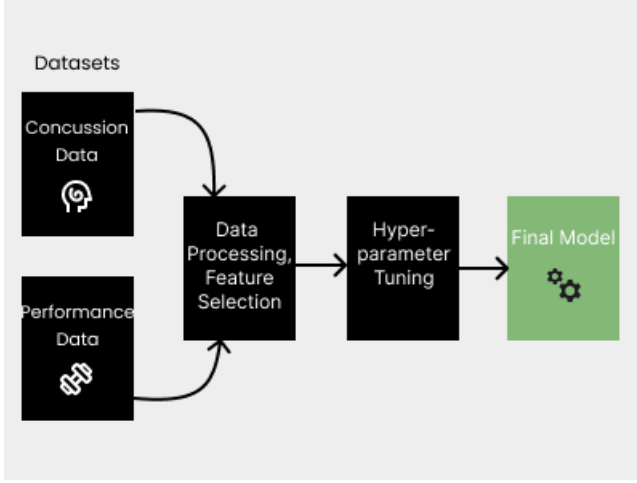 Datasets
Concussion
Data
Performance
Data
Data
Processing,
Feature
Selection
Hyper-
parameter
Tuning
Final Model